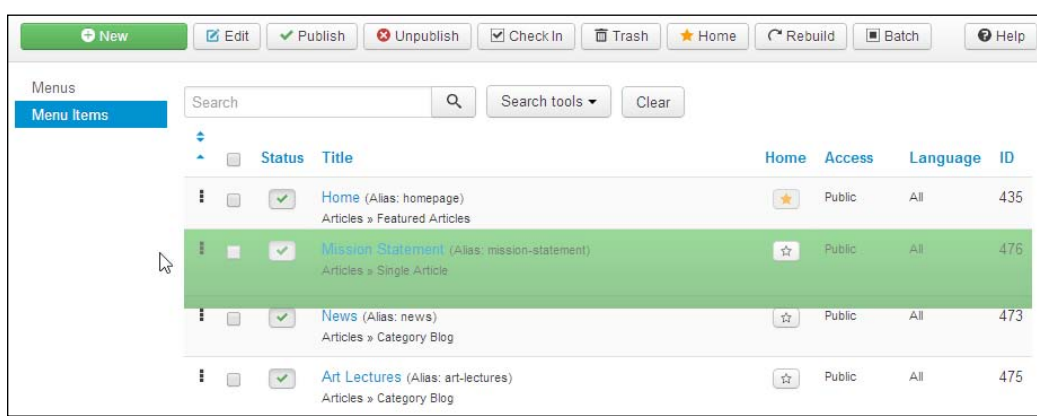 New Edit Publish Unpublish Check In Trash Home Rebuild Batch Help
Menus
Menu Items
Search Search tools Clear
Status Title Home Access Language ID
Home (Alias: homepage) Public All 435
Articles » Featured Articles
Mission Statement (Alias: mission-statement) Public All 476
Articles » Single Article
News (Alias: news) Public All 473
Articles » Category Blog
Art Lectures (Alias: art-lectures) Public All 475
Articles » Category Blog